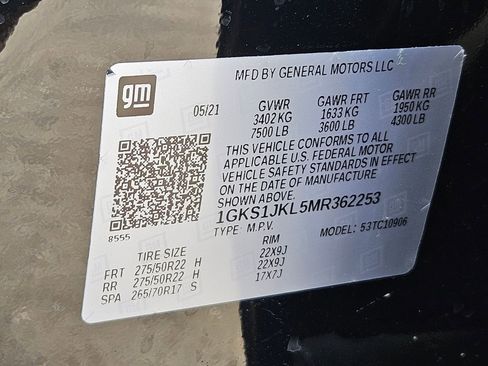 MFD BY GENERAL MOTORS LLC
gm
05/21
GVWR GAWR FRT GAWR RR
3402 KG 1633 KG 1950 KG
7500 LB 3600 LB 4300 LB
THIS VEHICLE CONFORMS TO ALL
APPLICABLE U.S. FEDERAL MOTOR
VEHICLE SAFETY STANDARDS IN EFFECT
ON THE DATE OF MANUFACTURE
SHOWN ABOVE.
1GKS1JKL5MR362253
8555
TYPE: M.P.V. MODEL: 53TC10906
TIRE SIZE RIM
FRT 275/50R22 H 22X9J
RR 275/50R22 H 22X9J
SPA 265/70R17 S 17X7J